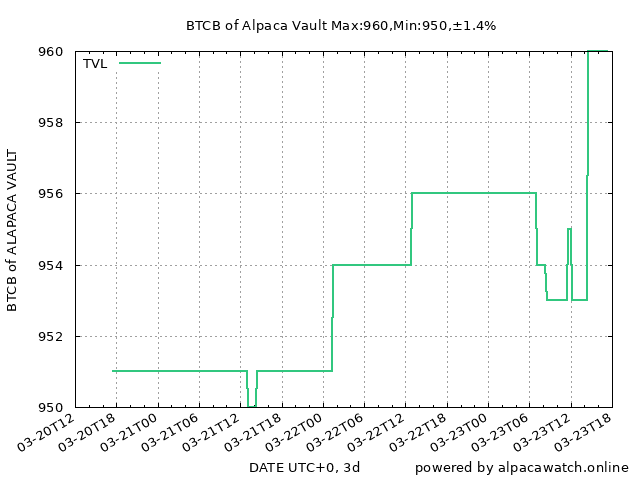 BTCB of Alpaca Vault Max:960,Min:950,±1.4%
TVL
960
958
956
954
952
950
BTCB of ALAPACA VAULT
03-20T12
03-20T18
03-21T00
03-21T06
03-21T12
03-21T18
03-22T00
03-22T06
03-22T12
03-22T18
03-23T00
03-23T06
03-23T12
03-23T18
DATE UTC+0, 3d
powered by alpacawatch.online